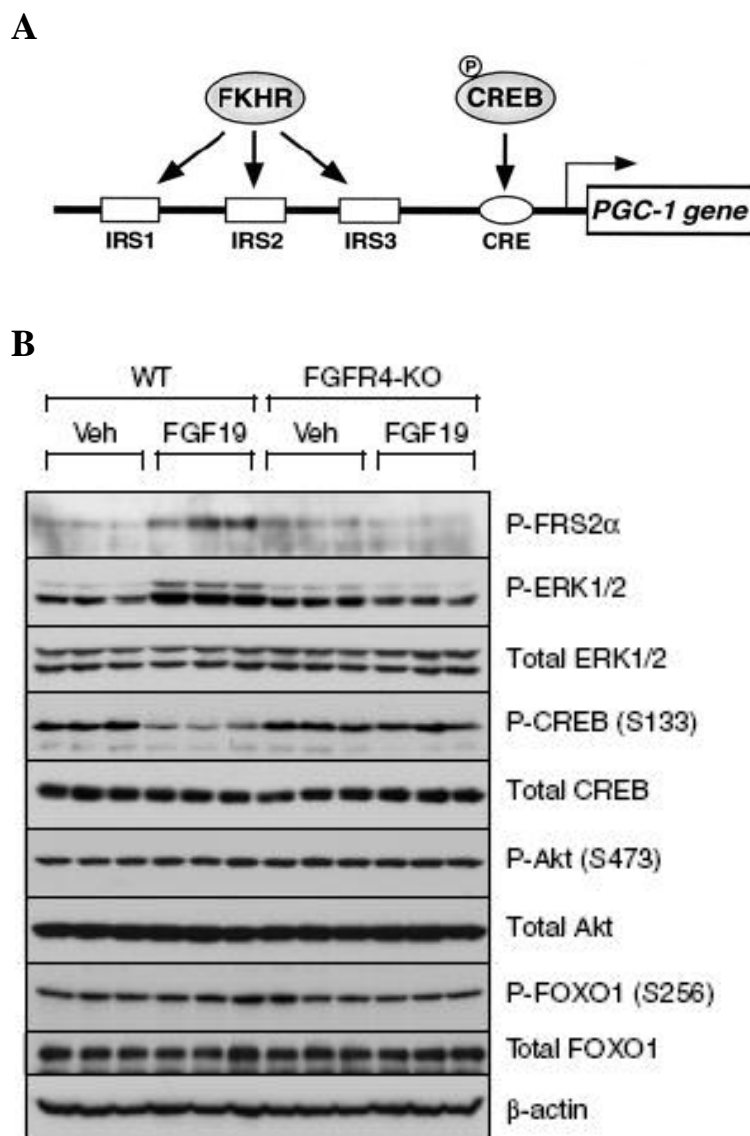 A
P
FKHR
CREB
IRS1 IRS2 IRS3 CRE PGC-1 gene
B
WT FGFR4-KO
Veh FGF19 Veh FGF19
P-FRS2α
P-ERK1/2
Total ERK1/2
P-CREB (S133)
Total CREB
P-Akt (S473)
Total Akt
P-FOXO1 (S256)
Total FOXO1
β-actin